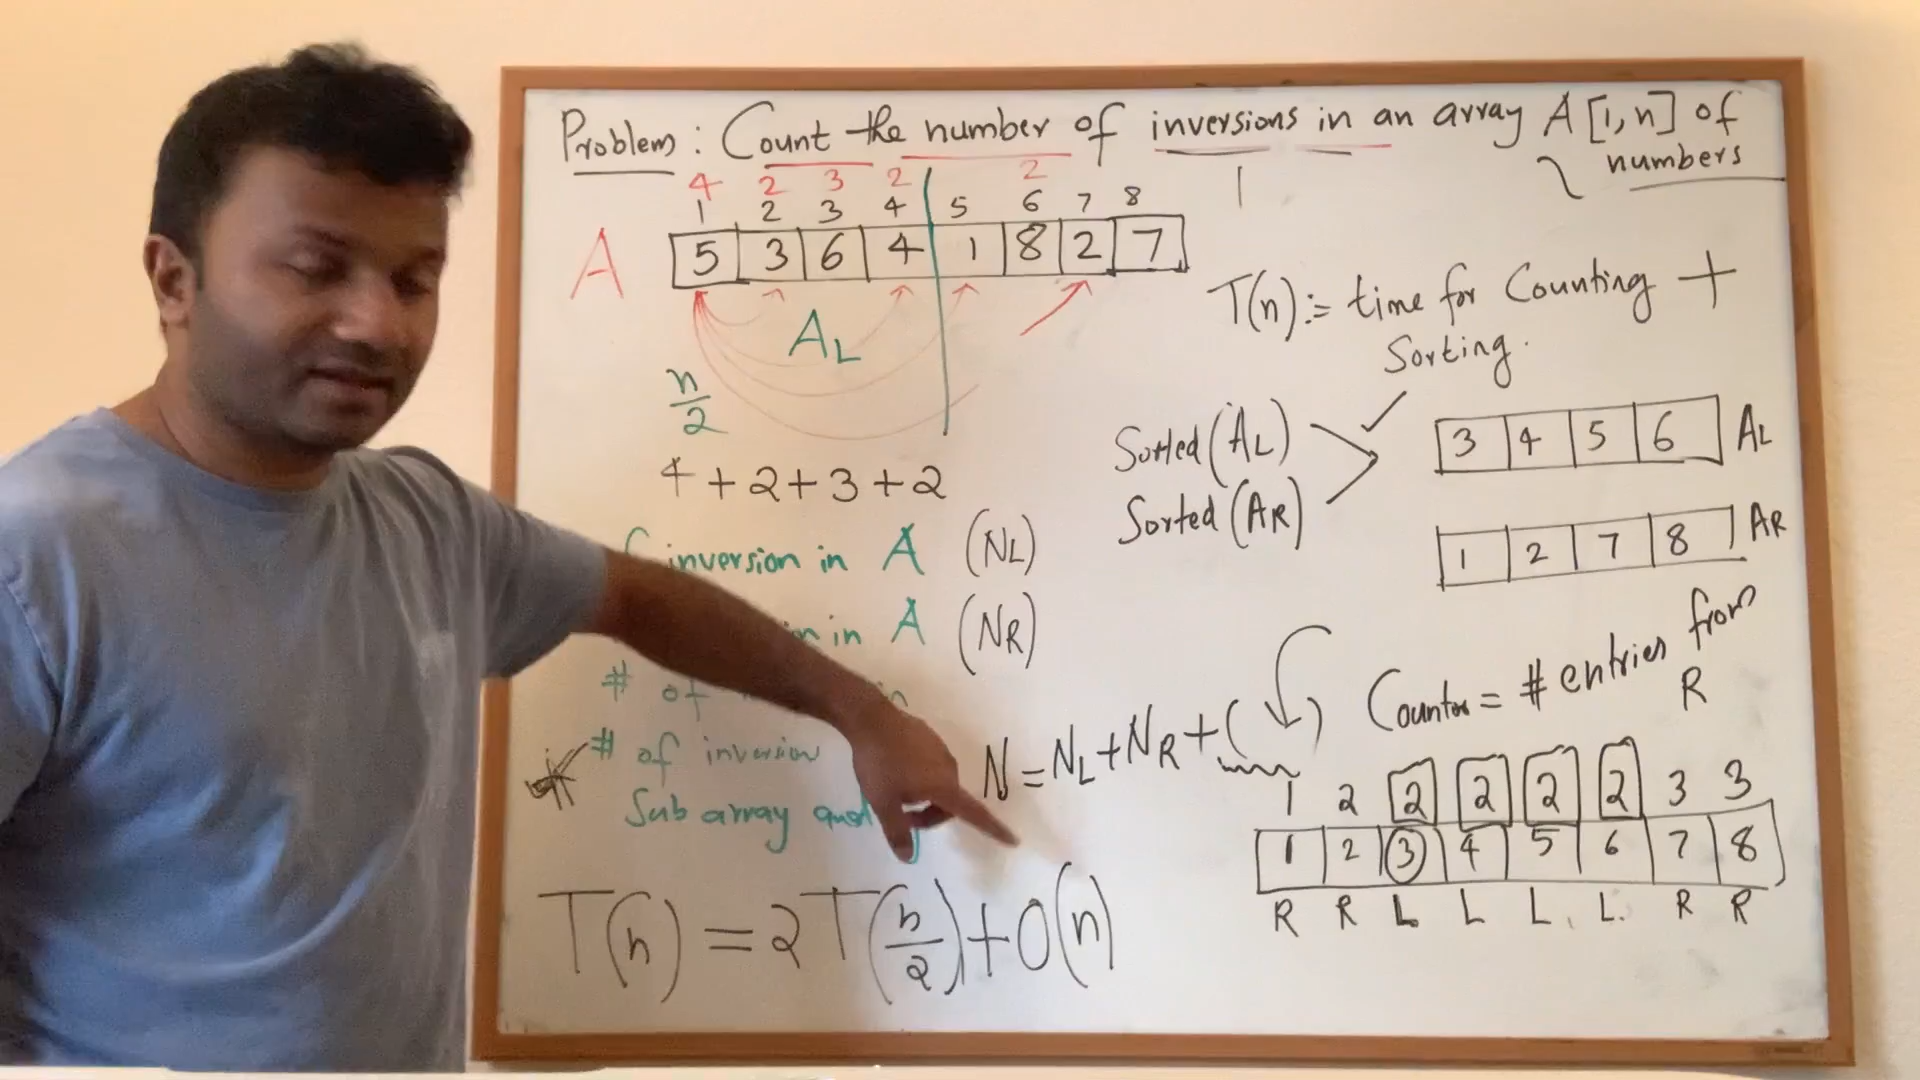 Problem: Count the number of inversions in an array A[1,n] of
numbers
4 2 3 2 2
1 2 3 4 5 6 7 8
A 5 3 6 4 1 8 2 7
AL
n/2
4+2+3+2
inversion in A (NL)
in A (NR)
# of in
# of inversion
Sub array and
T(n) = 2T(n/2)+O(n)
T(n):= time for Counting +
Sorting.
Sorted (AL)
Sorted (AR)
3 4 5 6 AL
1 2 7 8 AR
N=NL+NR+( )
Counter = # entries from
R
1 2 2 2 2 2 3 3
1 2 3 4 5 6 7 8
R R L L L L. R R